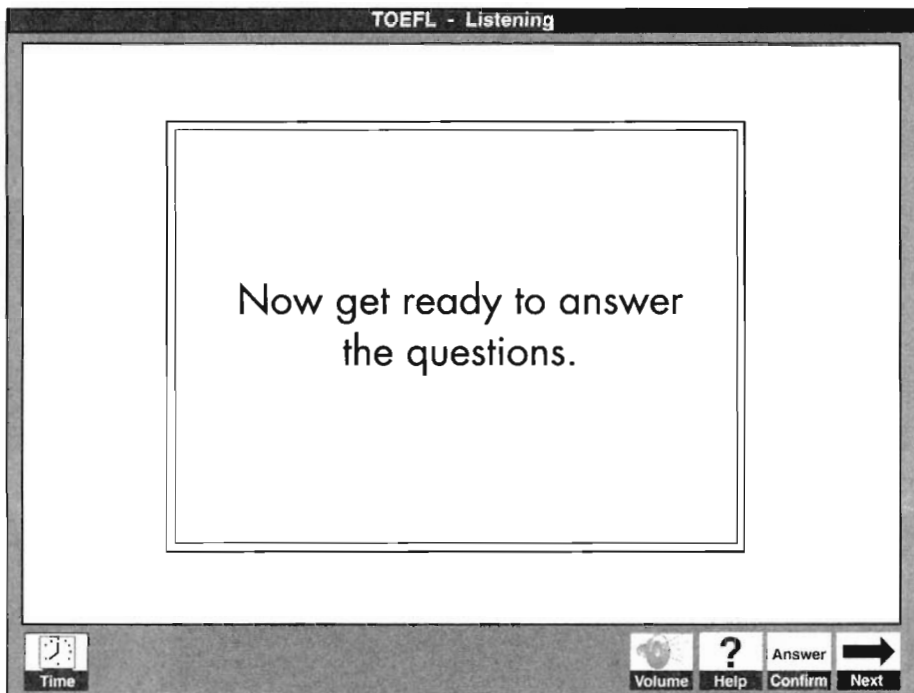 TOEFL - Listening
Now get ready to answer
the questions.
?
Answer
Time
Volume
Help
Confirm
Next